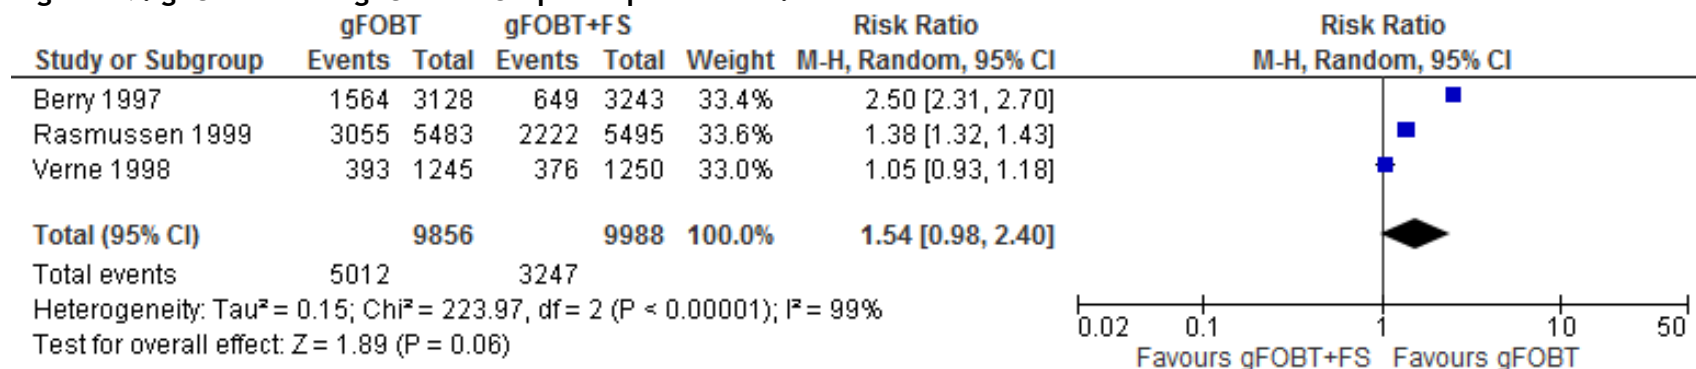 gFOBT gFOBT+FS Risk Ratio Risk Ratio
Study or Subgroup Events Total Events Total Weight M-H, Random, 95% CI M-H, Random, 95% CI
Berry 1997 1564 3128 649 3243 33.4% 2.50 [2.31, 2.70]
Rasmussen 1999 3055 5483 2222 5495 33.6% 1.38 [1.32, 1.43]
Verne 1998 393 1245 376 1250 33.0% 1.05 [0.93, 1.18]
Total (95% CI) 9856 9988 100.0% 1.54 [0.98, 2.40]
Total events 5012 3247
Heterogeneity: Tau² = 0.15; Chi² = 223.97, df = 2 (P < 0.00001); I² = 99%
Test for overall effect: Z = 1.89 (P = 0.06)
0.02 0.1 1 10 50
Favours gFOBT+FS Favours gFOBT